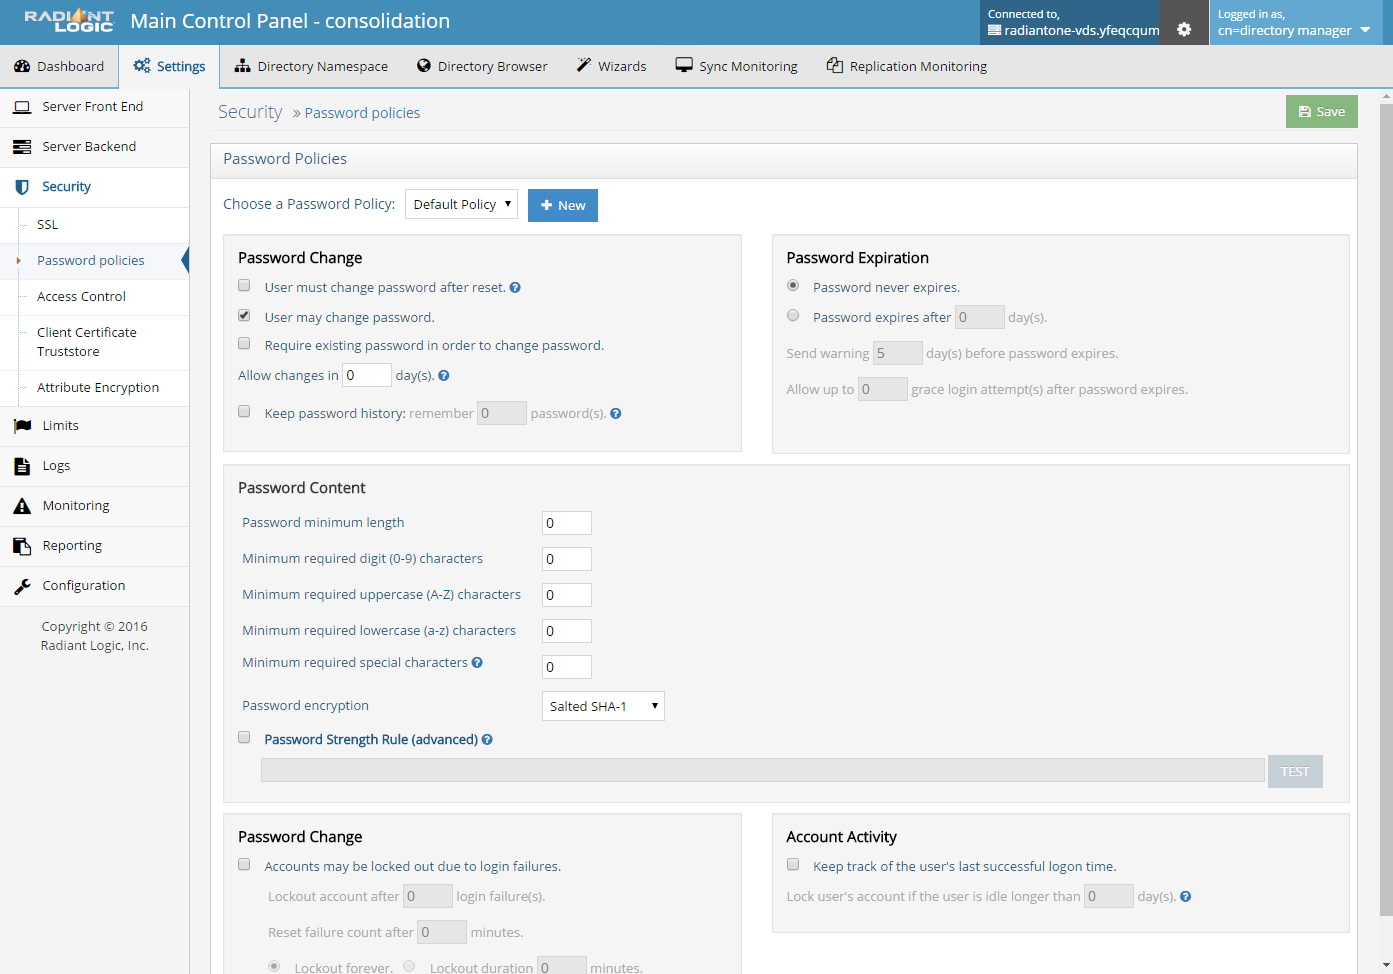 RADIANT LOGIC Main Control Panel - consolidation
Connected to,
radiantone-vds.yfeqcqum
Logged in as,
cn=directory manager
Dashboard Settings Directory Namespace Directory Browser Wizards Sync Monitoring Replication Monitoring
Server Front End
Server Backend
Security
SSL
Password policies
Access Control
Client Certificate
Truststore
Attribute Encryption
Limits
Logs
Monitoring
Reporting
Configuration
Copyright © 2016
Radiant Logic, Inc.
Security » Password policies
Save
Password Policies
Choose a Password Policy: Default Policy New
Password Change
User must change password after reset.
User may change password.
Require existing password in order to change password.
Allow changes in 0 day(s).
Keep password history: remember 0 password(s).
Password Expiration
Password never expires.
Password expires after 0 day(s).
Send warning 5 day(s) before password expires.
Allow up to 0 grace login attempt(s) after password expires.
Password Content
Password minimum length 0
Minimum required digit (0-9) characters 0
Minimum required uppercase (A-Z) characters 0
Minimum required lowercase (a-z) characters 0
Minimum required special characters 0
Password encryption Salted SHA-1
Password Strength Rule (advanced)
TEST
Password Change
Accounts may be locked out due to login failures.
Lockout account after 0 login failure(s).
Reset failure count after 0 minutes.
Lockout forever. Lockout duration 0 minutes.
Account Activity
Keep track of the user's last successful logon time.
Lock user's account if the user is idle longer than 0 day(s).